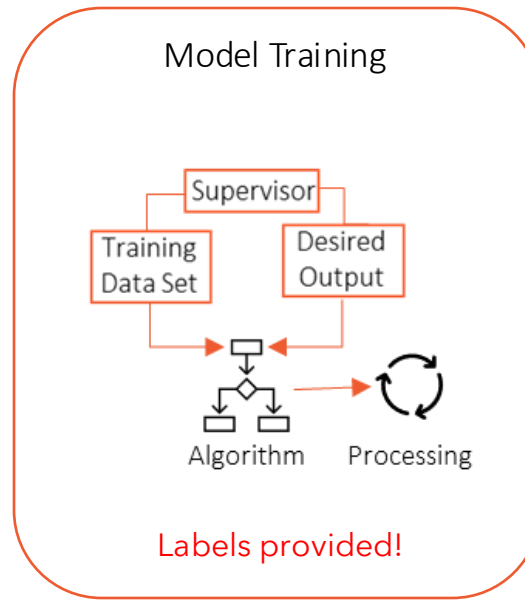 Model Training
Supervisor
Training
Data Set
Desired
Output
Algorithm
Processing
Labels provided!